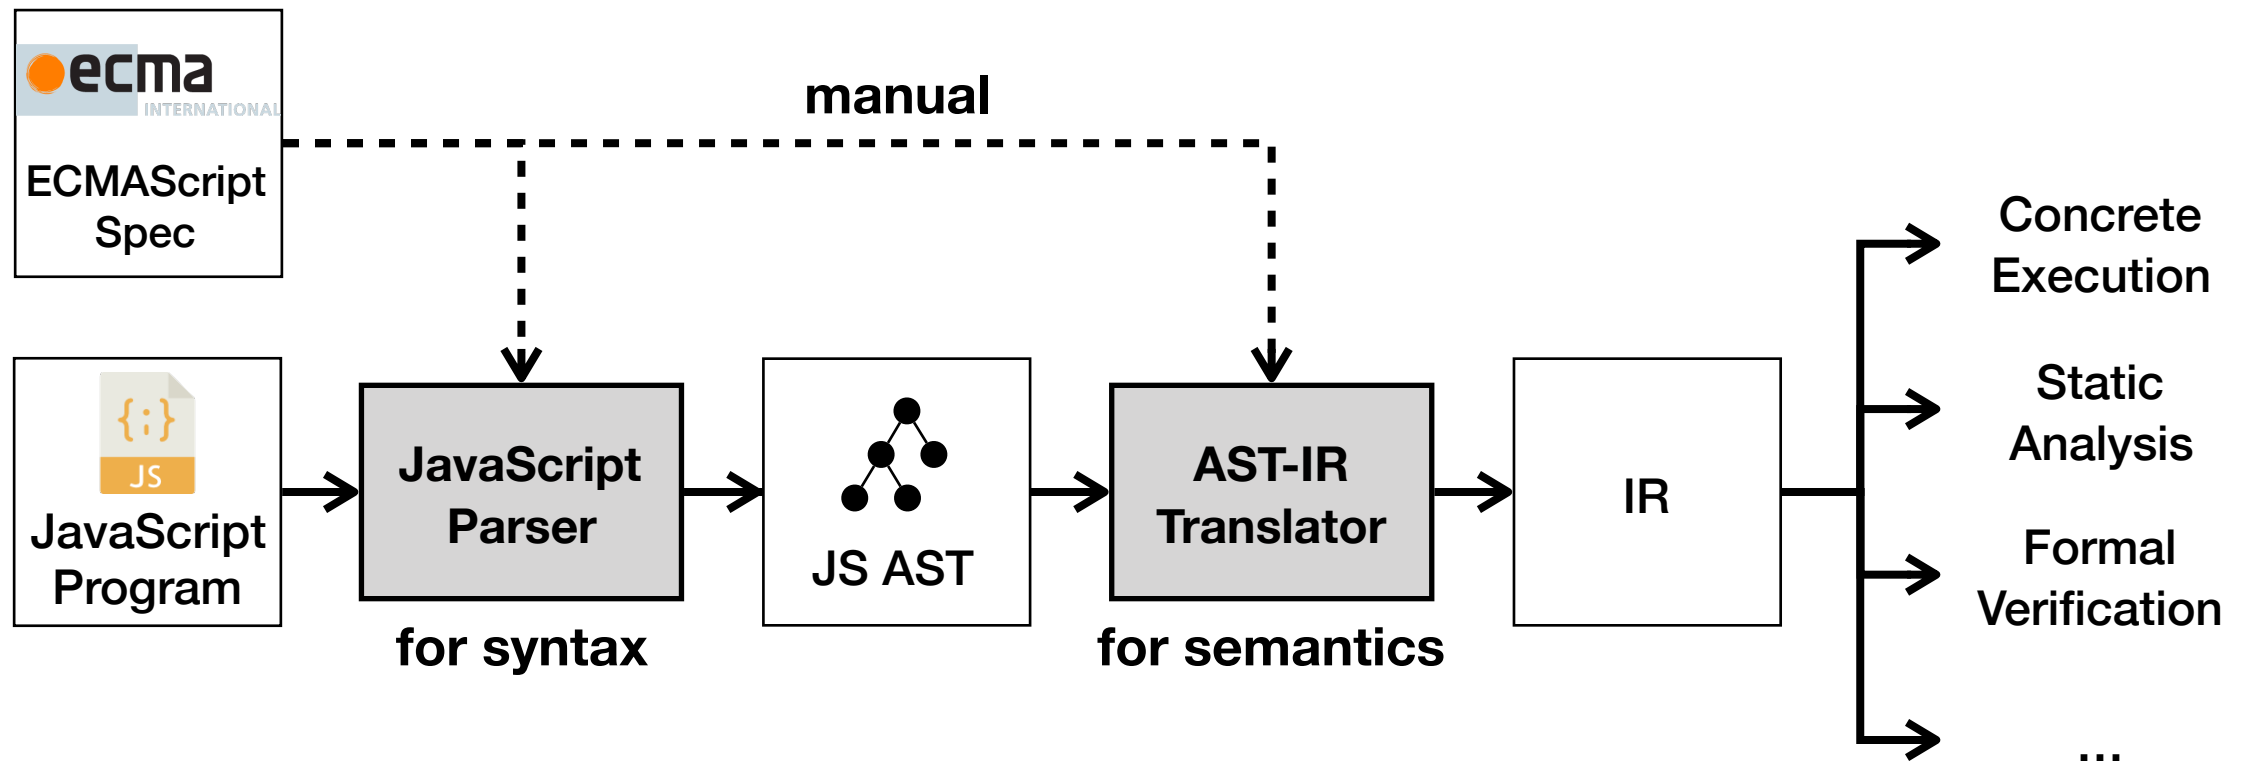 ecma
INTERNATIONAL
ECMAScript
Spec
manual
{;}
JS
JavaScript
Program
JavaScript
Parser
for syntax
JS AST
AST-IR
Translator
for semantics
IR
Concrete
Execution
Static
Analysis
Formal
Verification
...